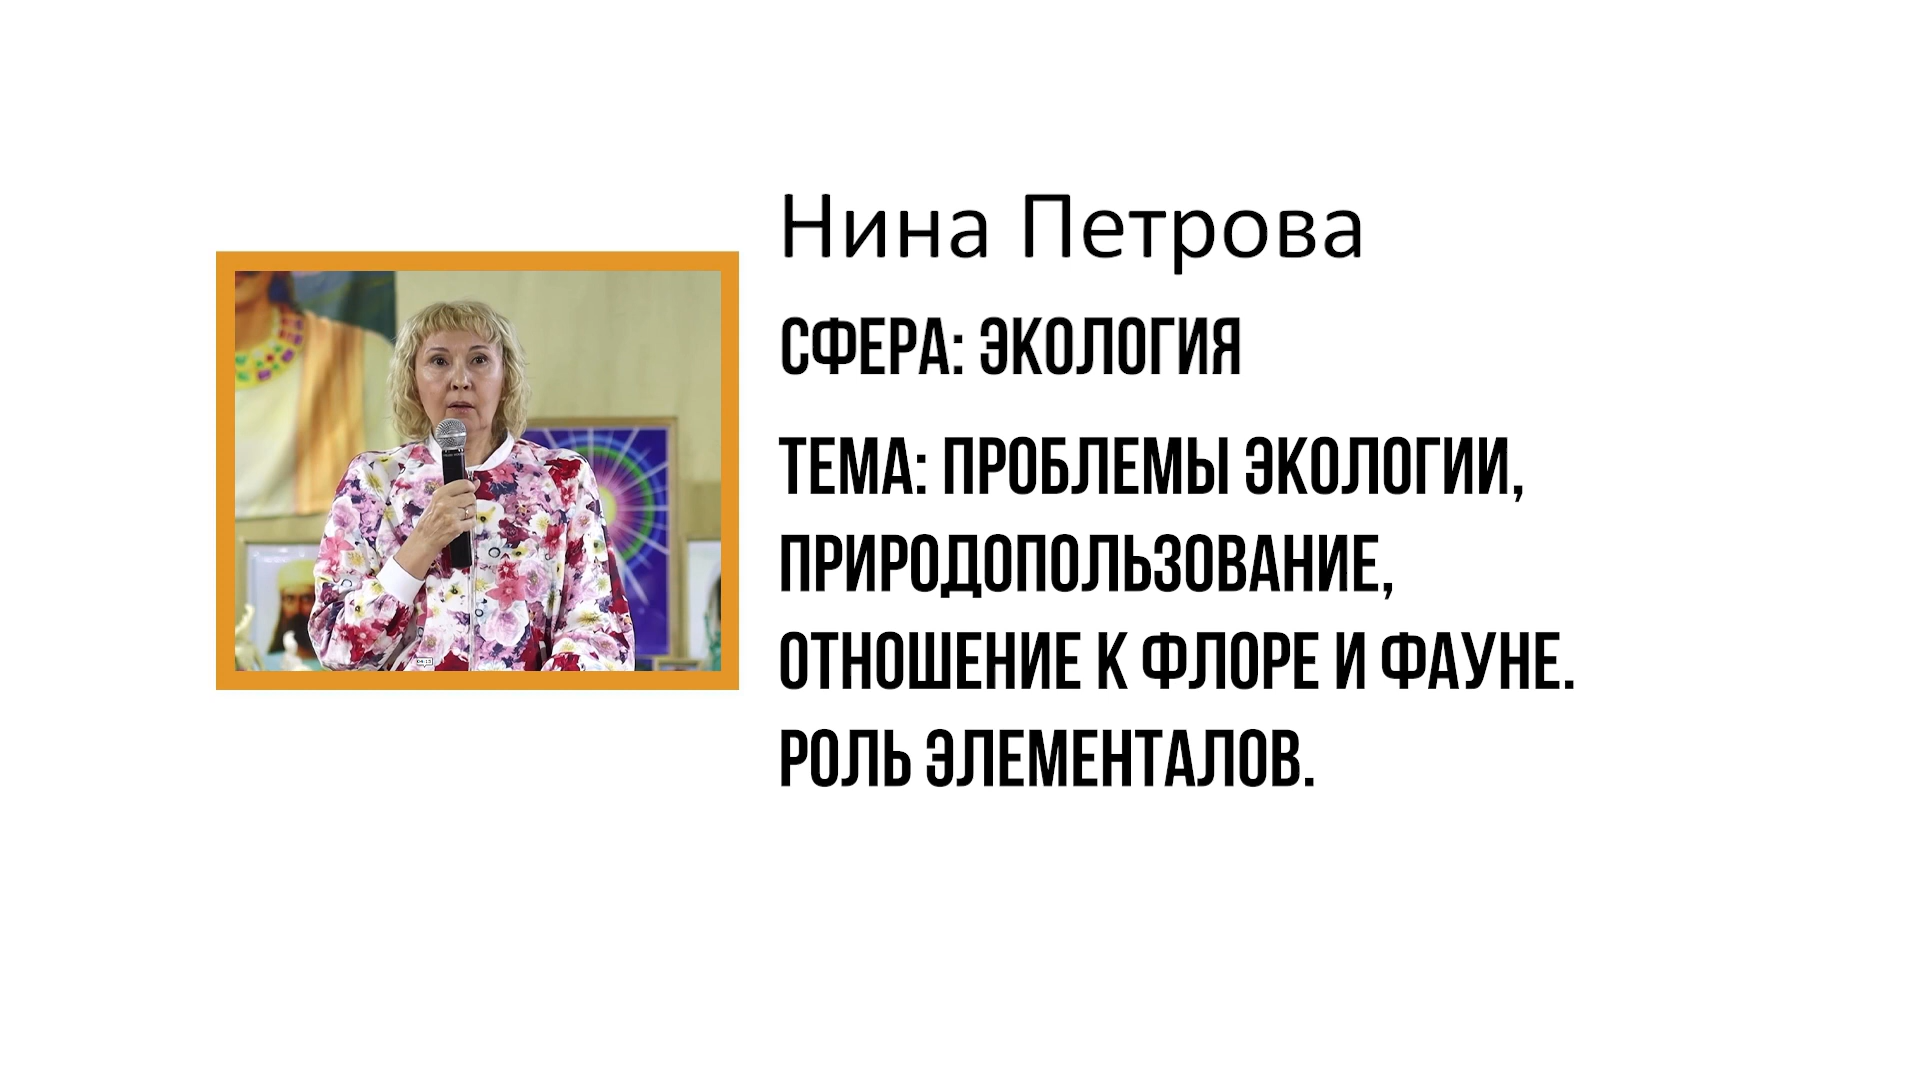 Нина Петрова
СФЕРА: ЭКОЛОГИЯ
ТЕМА: ПРОБЛЕМЫ ЭКОЛОГИИ,
ПРИРОДОПОЛЬЗОВАНИЕ,
ОТНОШЕНИЕ К ФЛОРЕ И ФАУНЕ.
РОЛЬ ЭЛЕМЕНТАЛОВ.